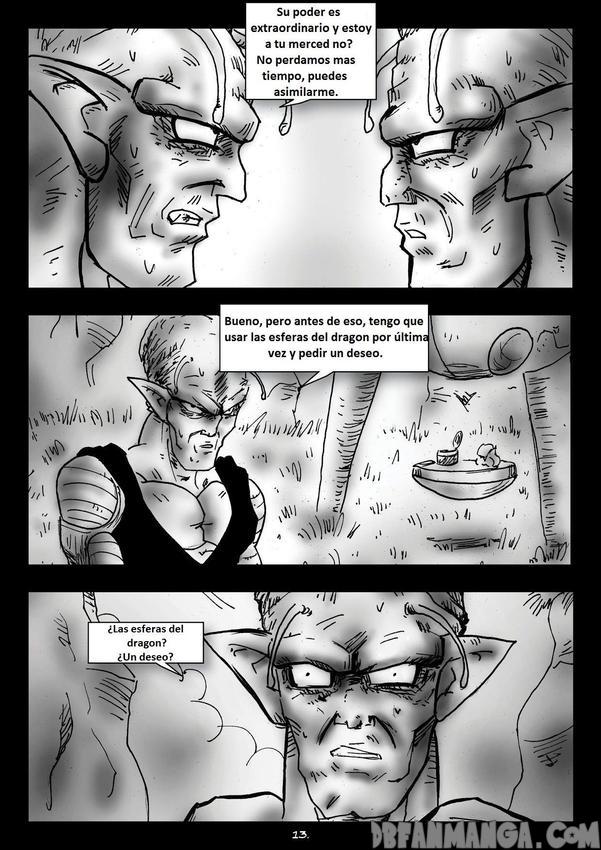 Su poder es
extraordinario y estoy
a tu merced no?
No perdamos mas
tiempo, puedes
asimilarme.
Bueno, pero antes de eso, tengo que
usar las esferas del dragon por última
vez y pedir un deseo.
¿Las esferas del
dragon?
¿Un deseo?
13.
DBFANMANGA.COM